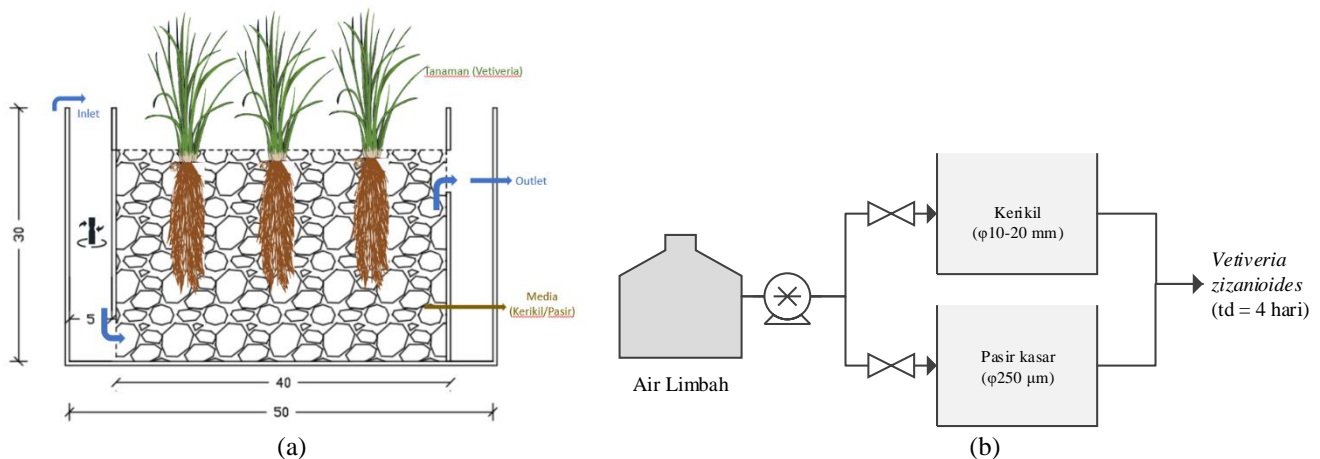 Tanaman (Vetiveria)
Inlet
Outlet
30
Media
(Kerikil/Pasir)
5
40
50
(a)
Kerikil
(φ10-20 mm)
Vetiveria
zizanioides
(td = 4 hari)
Pasir kasar
(φ250 μm)
Air Limbah
(b)